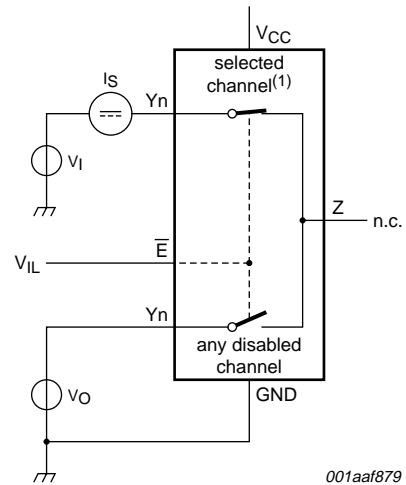 VCC
selected
channel(1)
IS
Yn
VI
Z
n.c.
E
VIL
Yn
any disabled
channel
VO
GND
001aaf879